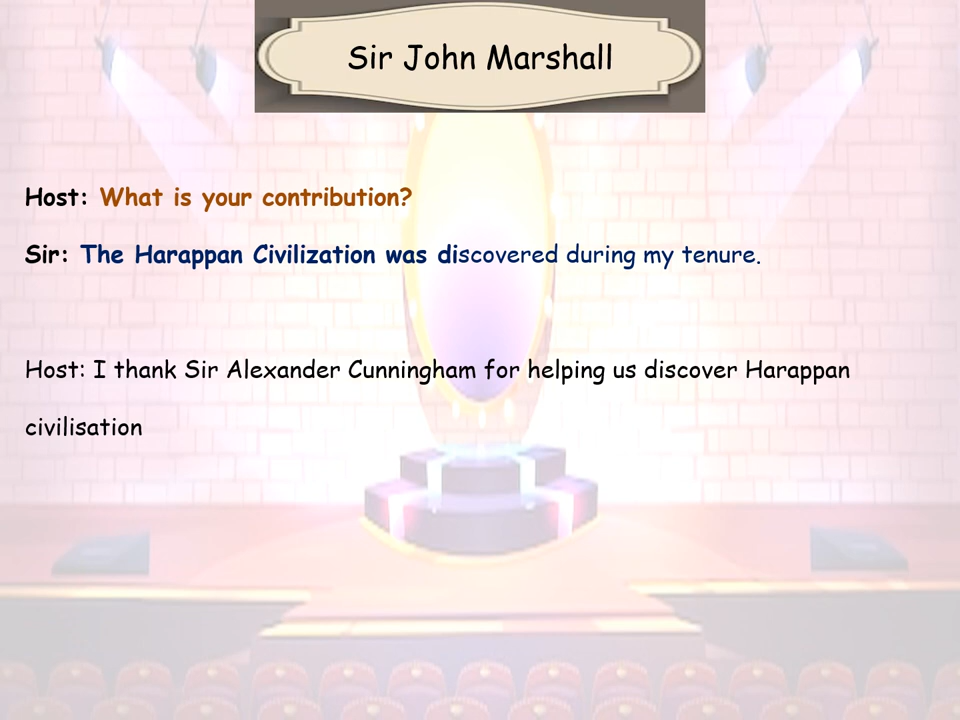 Sir John Marshall
Host: What is your contribution?
Sir: The Harappan Civilization was discovered during my tenure.
Host: I thank Sir Alexander Cunningham for helping us discover Harappan
civilisation